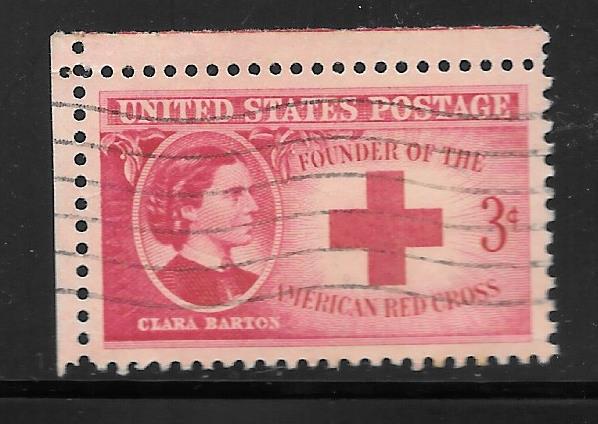 UNITED STATES POSTAGE
FOUNDER OF THE
3¢
AMERICAN RED CROSS
CLARA BARTON